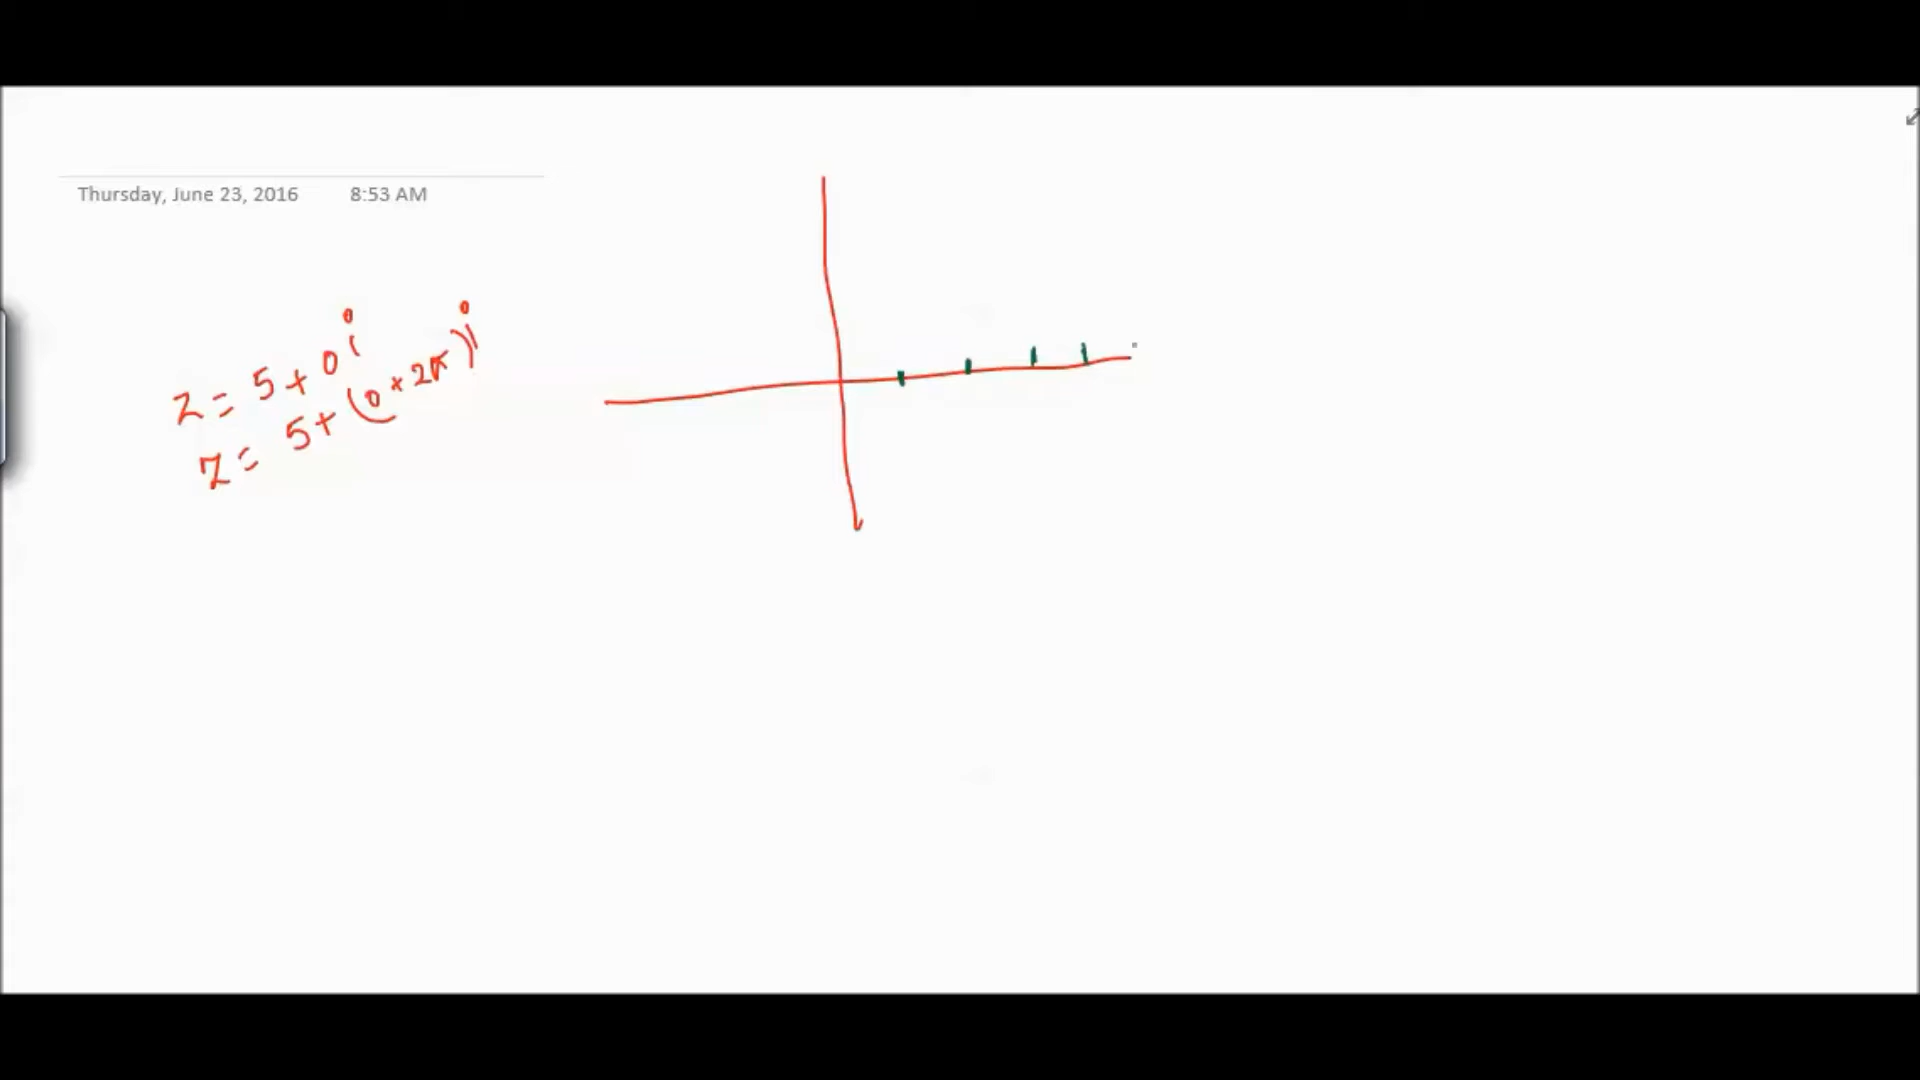 Thursday, June 23, 2016 8:53 AM
z = 5 + 0i
z = 5 + (0 + 2π)i